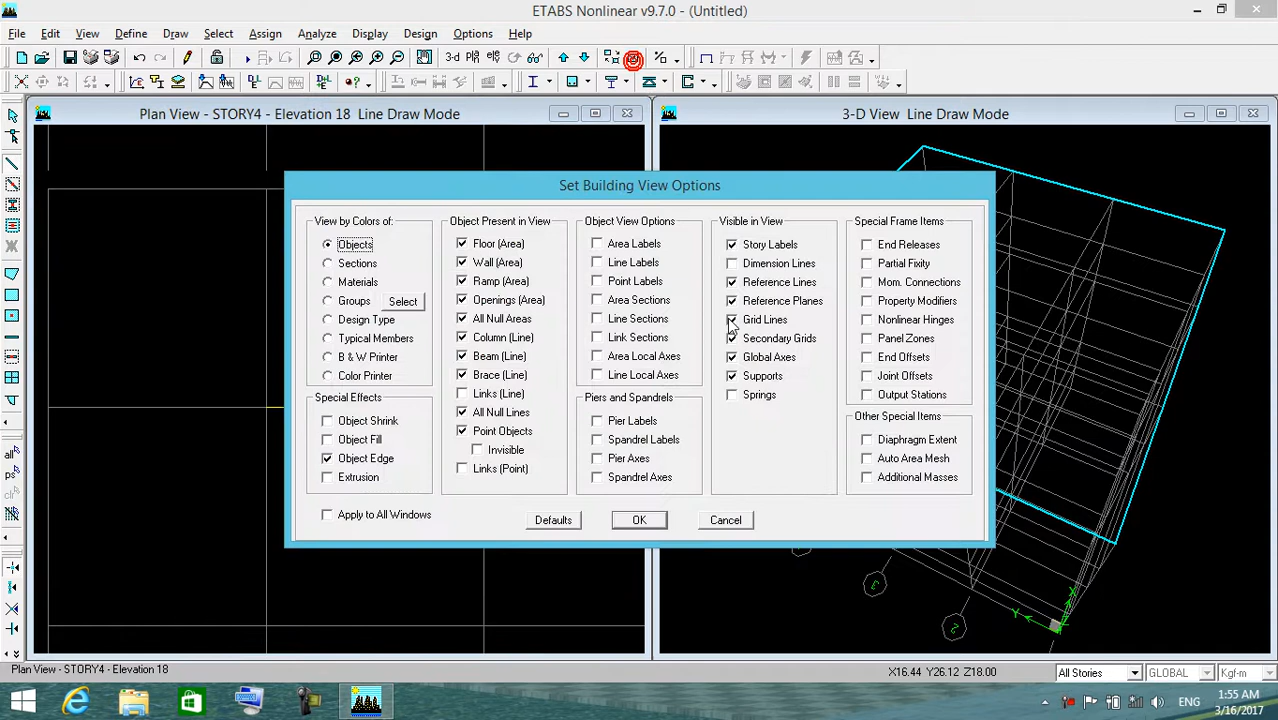 ETABS Nonlinear v9.7.0 - (Untitled)
File Edit View Define Draw Select Assign Analyze Display Design Options Help
3-d
Plan View - STORY4 - Elevation 18 Line Draw Mode
3-D View Line Draw Mode
Set Building View Options
View by Colors of:
Objects
Sections
Materials
Groups
Select
Design Type
Typical Members
B & W Printer
Color Printer
Special Effects
Object Shrink
Object Fill
Object Edge
Extrusion
Apply to All Windows
Object Present in View
Floor (Area)
Wall (Area)
Ramp (Area)
Openings (Area)
All Null Areas
Column (Line)
Beam (Line)
Brace (Line)
Links (Line)
All Null Lines
Point Objects
Invisible
Links (Point)
Object View Options
Area Labels
Line Labels
Point Labels
Area Sections
Line Sections
Link Sections
Area Local Axes
Line Local Axes
Piers and Spandrels
Pier Labels
Spandrel Labels
Pier Axes
Spandrel Axes
Visible in View
Story Labels
Dimension Lines
Reference Lines
Reference Planes
Grid Lines
Secondary Grids
Global Axes
Supports
Springs
Special Frame Items
End Releases
Partial Fixity
Mom. Connections
Property Modifiers
Nonlinear Hinges
Panel Zones
End Offsets
Joint Offsets
Output Stations
Other Special Items
Diaphragm Extent
Auto Area Mesh
Additional Masses
Defaults
OK
Cancel
all
ps
clr
3
2
X
Y
Plan View - STORY4 - Elevation 18
X16.44 Y26.12 Z18.00
All Stories
GLOBAL
Kgf-m
ENG
1:55 AM
3/16/2017